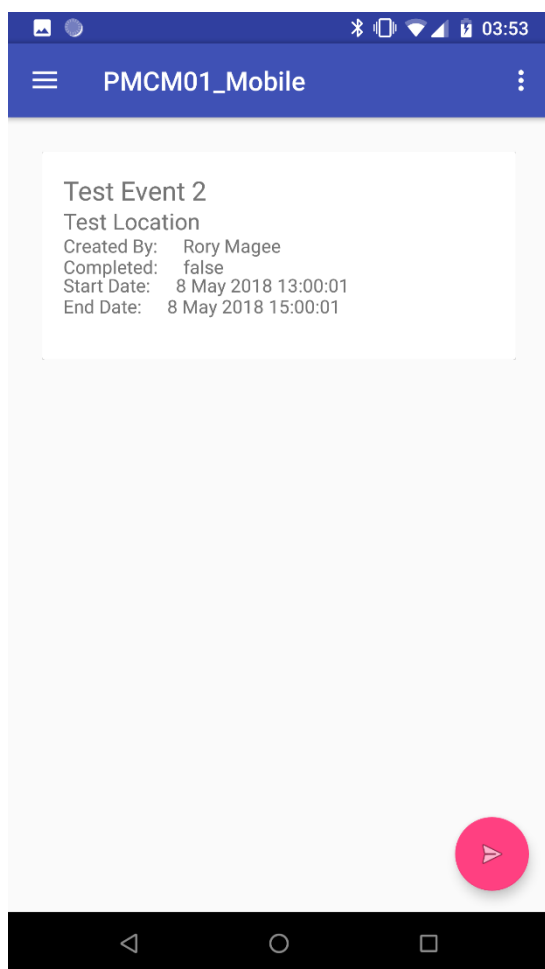 03:53
PMCM01_Mobile
Test Event 2
Test Location
Created By: Rory Magee
Completed: false
Start Date: 8 May 2018 13:00:01
End Date: 8 May 2018 15:00:01